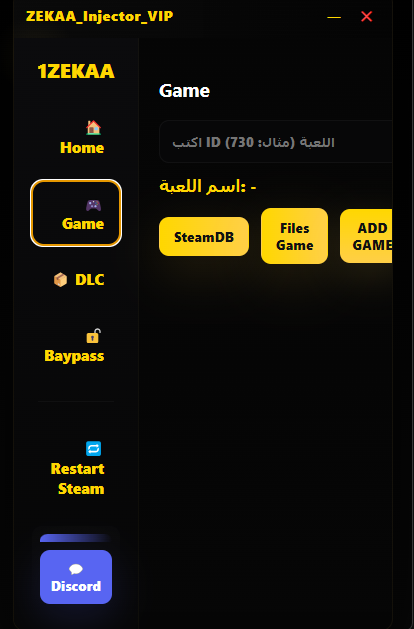 ZEKAA_Injector_VIP
1ZEKAA
Home
Game
DLC
Baypass
Restart
Steam
Discord
Game
اكتب ID اللعبة (مثال: 730)
اسم اللعبة: -
SteamDB
Files
Game
ADD
GAME